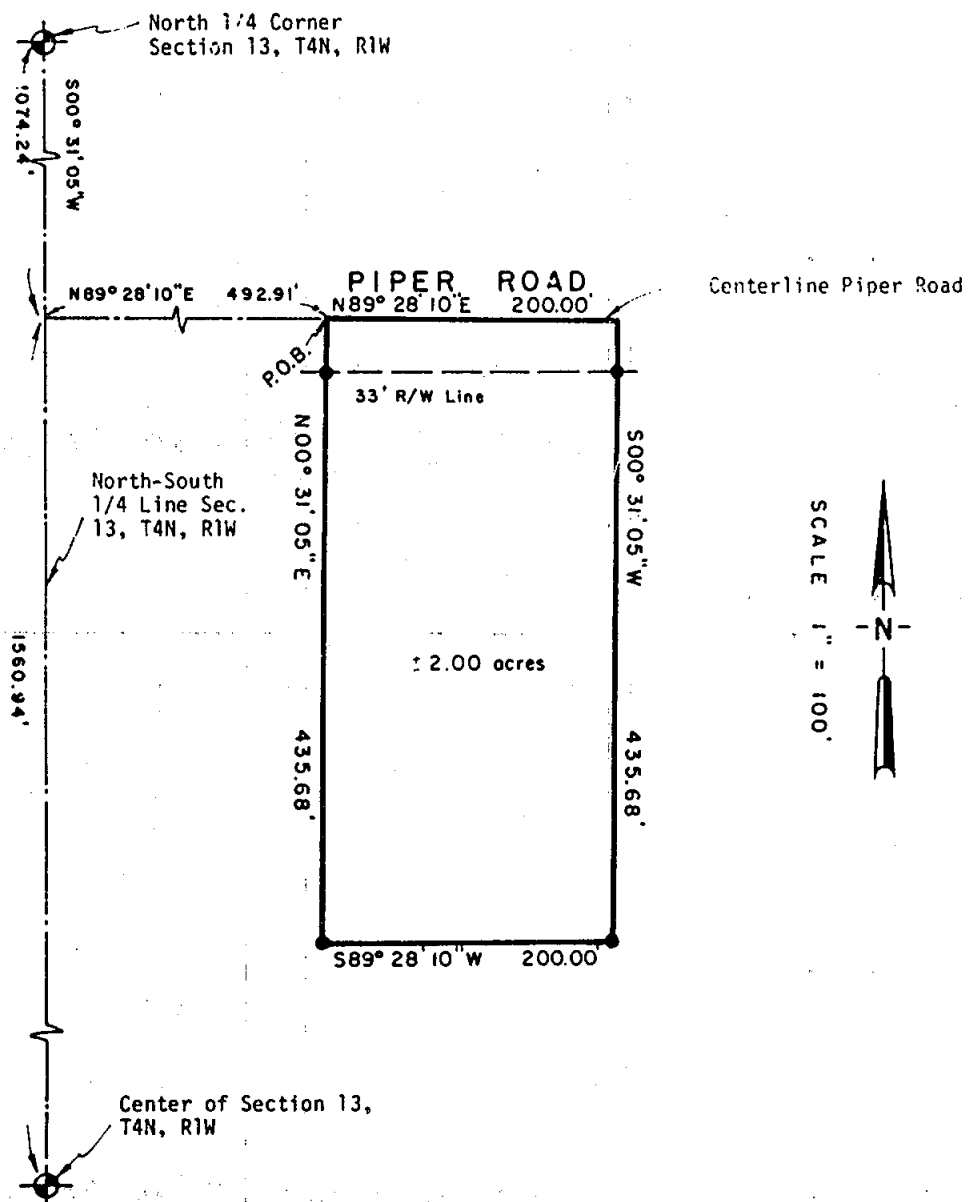 North 1/4 Corner
Section 13, T4N, R1W
S00° 31' 05"W
1074.24'
PIPER ROAD
N89° 28' 10"E 492.91'
N89° 28' 10"E 200.00'
Centerline Piper Road
P.O.B.
33' R/W Line
N00° 31' 05"E
S00° 31' 05"W
North-South
1/4 Line Sec.
13, T4N, R1W
SCALE 1" = 100'
N
± 2.00 acres
1560.94'
435.68'
435.68'
S89° 28' 10"W 200.00'
Center of Section 13,
T4N, R1W